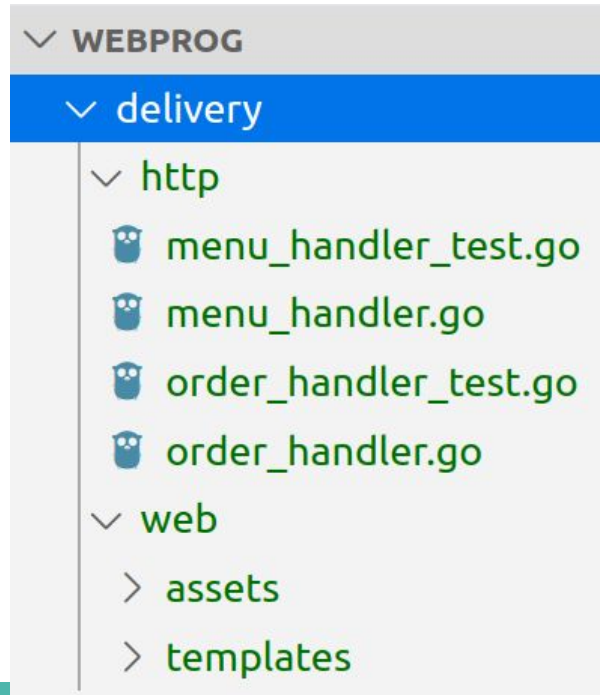 WEBPROG
delivery
http
menu_handler_test.go
menu_handler.go
order_handler_test.go
order_handler.go
web
assets
templates